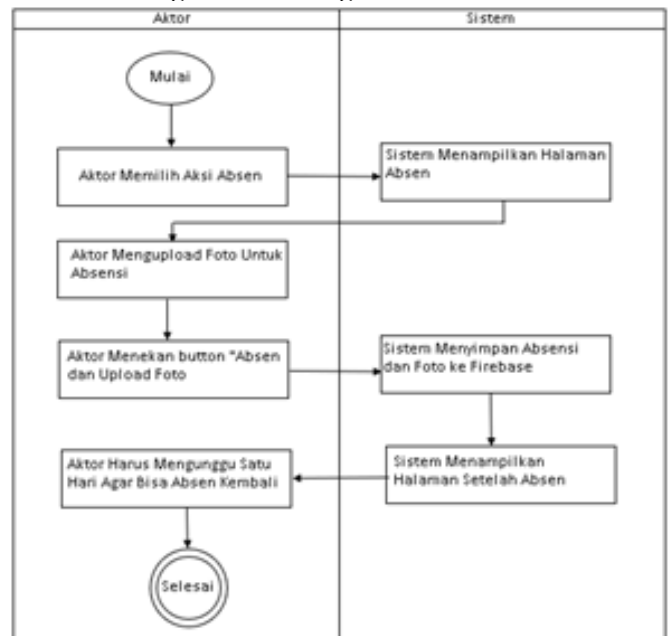 Aktor
Sistem
Mulai
Aktor Memilih Aksi Absen
Sistem Menampilkan Halaman
Absen
Aktor Mengupload Foto Untuk
Absensi
Aktor Menekan button "Absen
dan Upload Foto
Sistem Menyimpan Absensi
dan Foto ke Firebase
Sistem Menampilkan
Halaman Setelah Absen
Aktor Harus Mengunggu Satu
Hari Agar Bisa Absen Kembali
Selesai